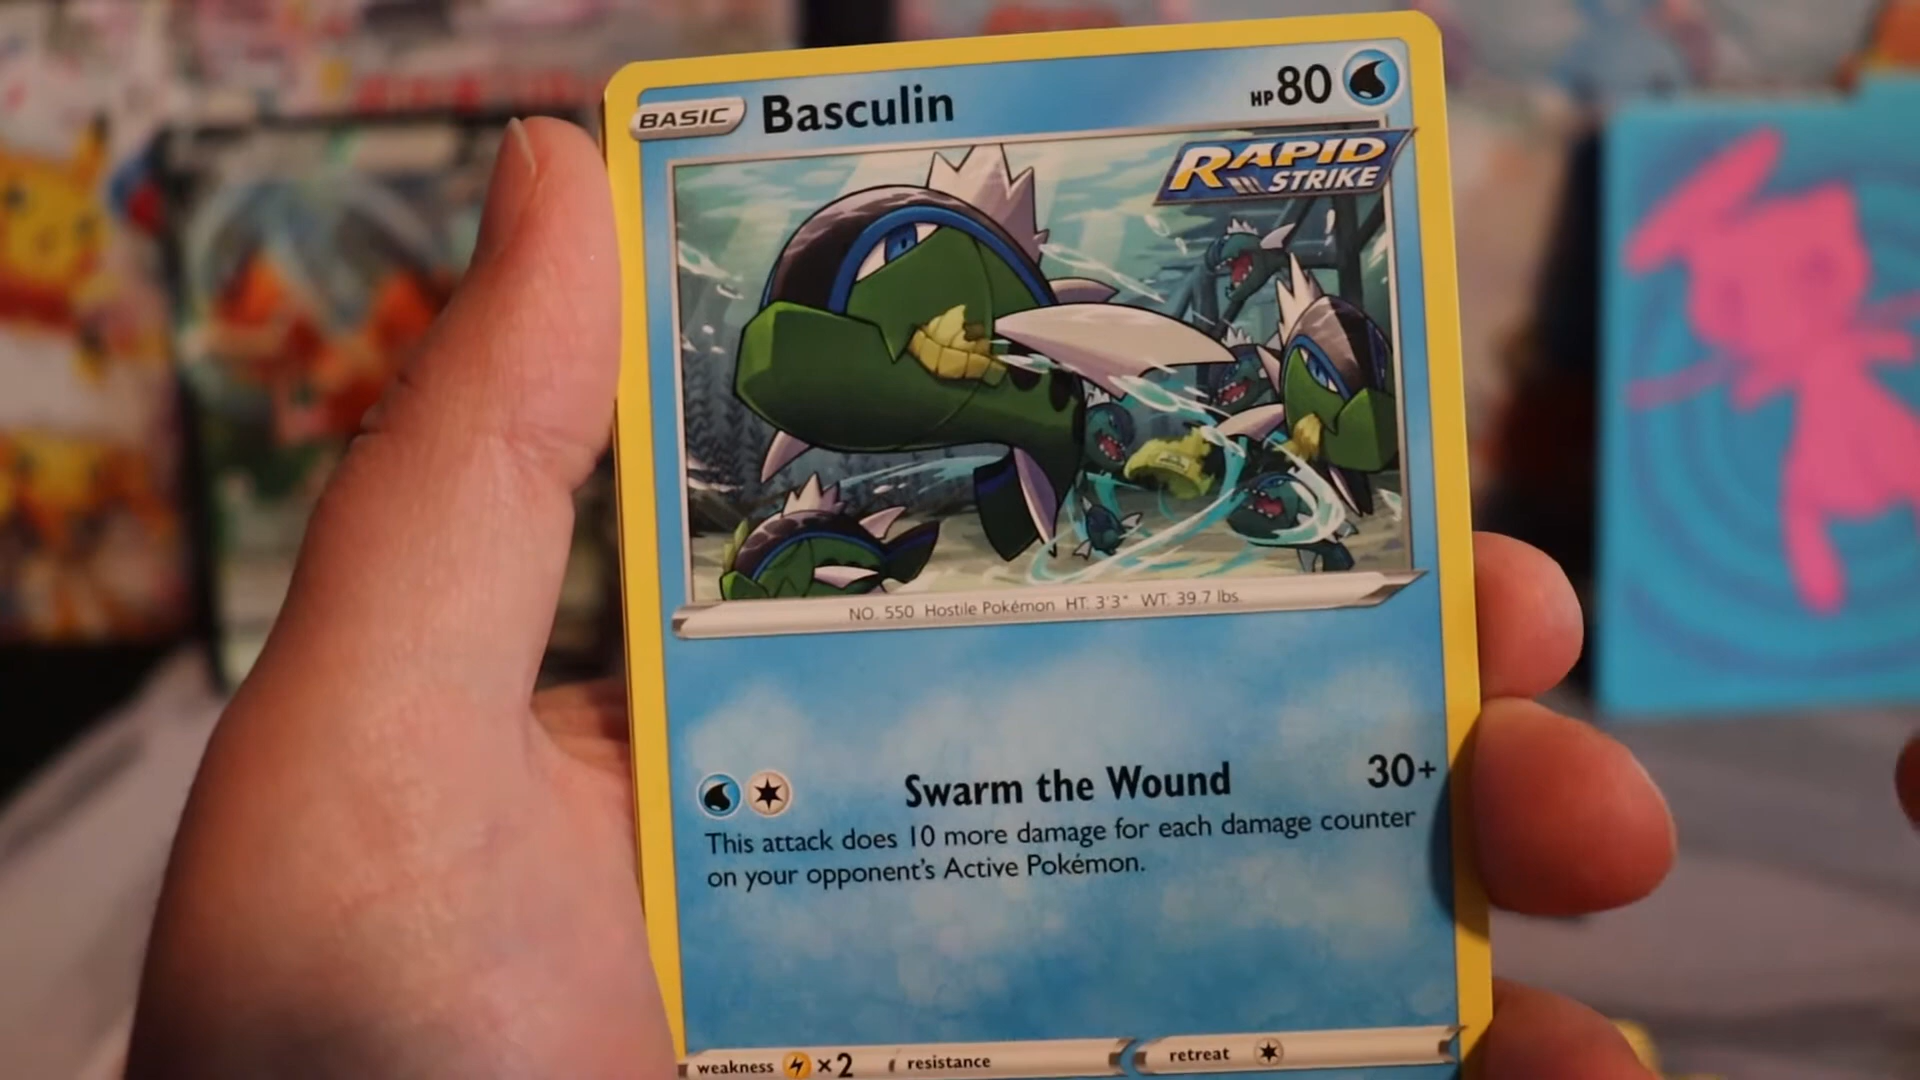 BASIC Basculin HP 80
RAPID
STRIKE
NO. 550 Hostile Pokémon HT: 3'3" WT: 39.7 lbs.
Swarm the Wound 30+
This attack does 10 more damage for each damage counter
on your opponent's Active Pokémon.
weakness ×2 resistance retreat